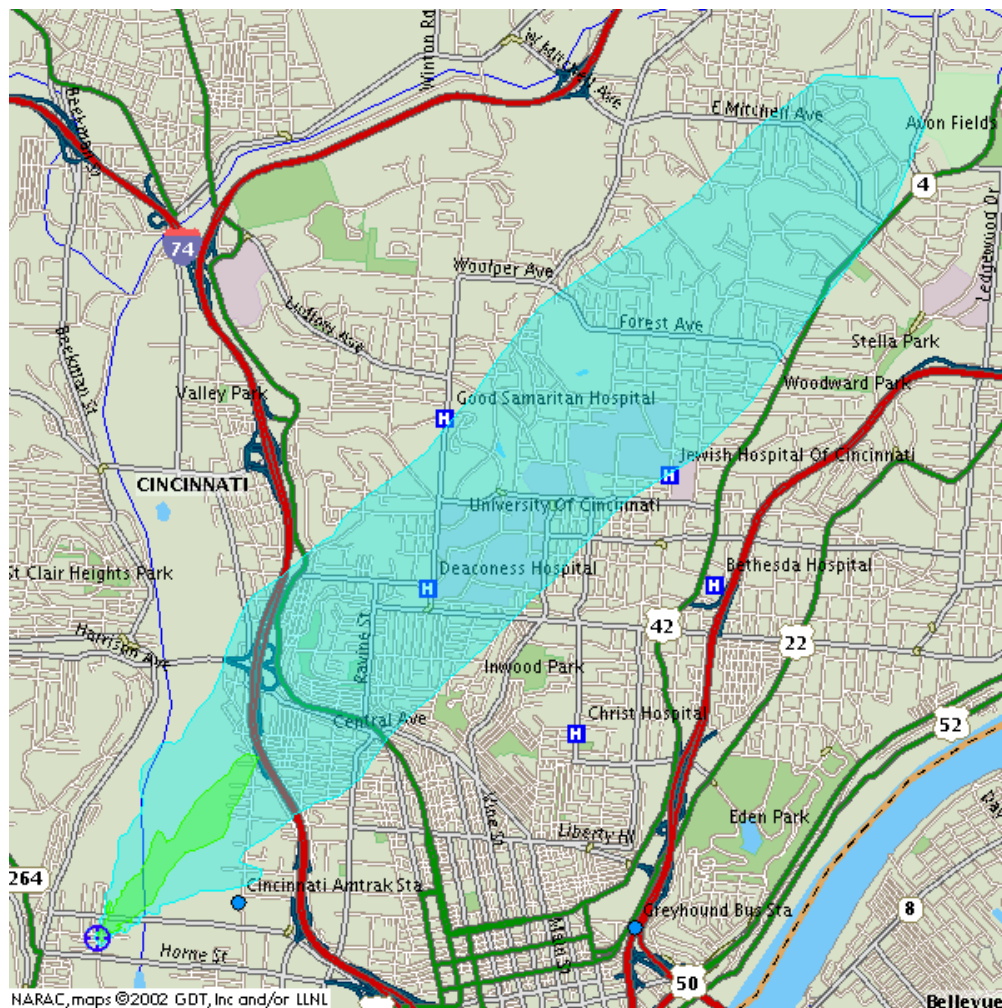 Winton Rd
W Mitchell Ave
Beekman St
E Mitchell Ave
Avon Fields
4
74
Woolper Ave
Ledgewood Dr
Ludlow Ave
Forest Ave
Stella Park
Beekman St
Valley Park
Woodward Park
Good Samaritan Hospital
H
Jewish Hospital Of Cincinnati
H
CINCINNATI
University Of Cincinnati
St Clair Heights Park
Deaconess Hospital
H
Bethesda Hospital
H
42
22
Harrison Ave
Ravine St
Inwood Park
Central Ave
Christ Hospital
H
52
Vine St
Liberty Hl
Eden Park
264
Cincinnati Amtrak Sta
Greyhound Bus Sta
8
Main St
Horne St
50
NARAC, maps ©2002 GDT, Inc and/or LLNL
Bellevue